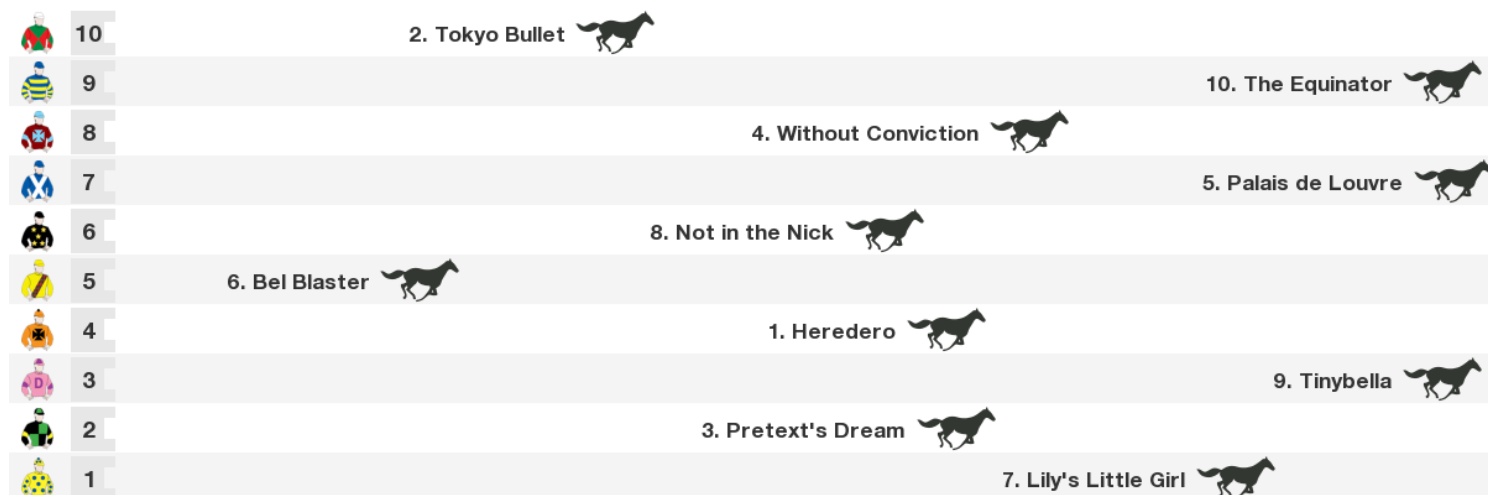 10 2. Tokyo Bullet
9 10. The Equinator
8 4. Without Conviction
7 5. Palais de Louvre
6 8. Not in the Nick
5 6. Bel Blaster
4 1. Heredero
3 D 9. Tinybella
2 3. Pretext's Dream
1 7. Lily's Little Girl